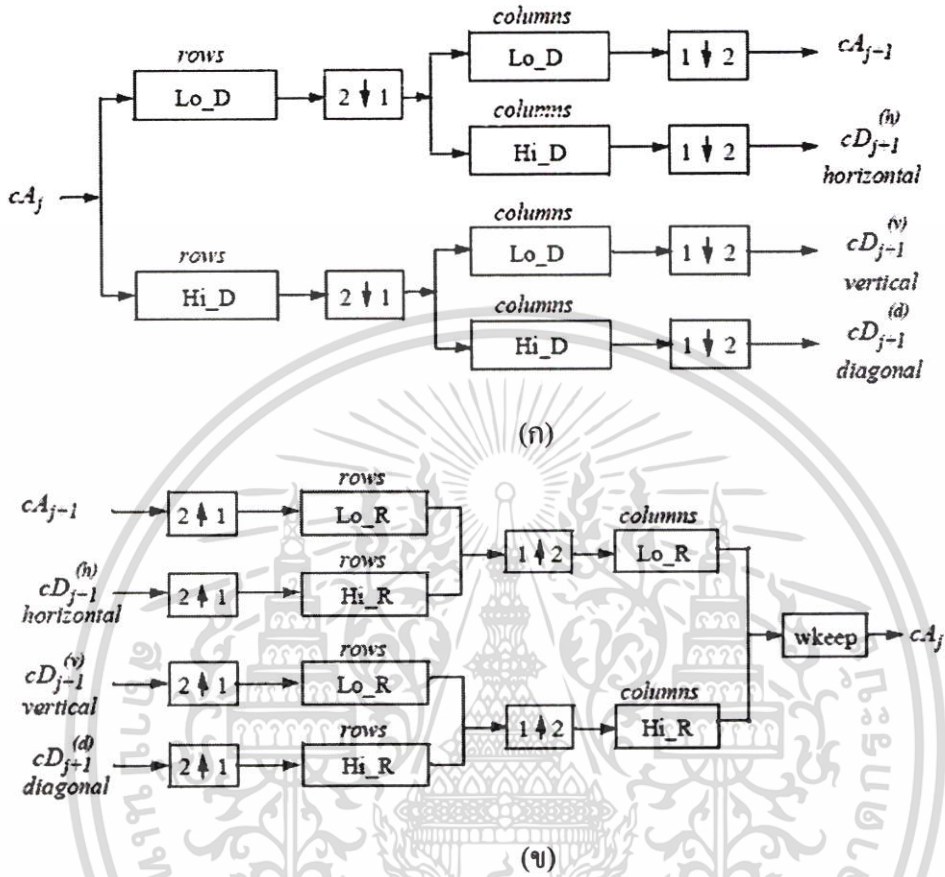 columns
rows
Lo_D
1 ↓ 2
cA_{j+1}
Lo_D
2 ↓ 1
columns
Hi_D
1 ↓ 2
cD_{j+1}^{(h)}
horizontal
cA_j
columns
rows
Lo_D
1 ↓ 2
cD_{j+1}^{(v)}
vertical
Hi_D
2 ↓ 1
columns
Hi_D
1 ↓ 2
cD_{j+1}^{(d)}
diagonal
(ก)
rows
cA_{j+1}
2 ↑ 1
Lo_R
columns
rows
1 ↑ 2
Lo_R
cD_{j+1}^{(h)}
horizontal
2 ↑ 1
Hi_R
wkeep
cA_j
rows
cD_{j+1}^{(v)}
vertical
2 ↑ 1
Lo_R
columns
rows
1 ↑ 2
Hi_R
cD_{j+1}^{(d)}
diagonal
2 ↑ 1
Hi_R
(ข)